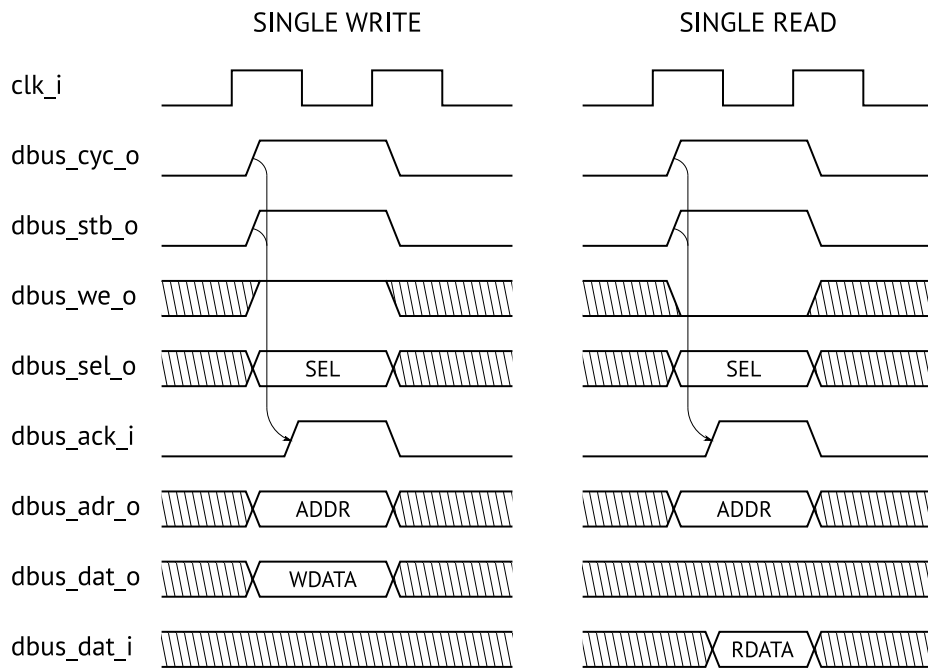 SINGLE WRITE SINGLE READ
clk_i
dbus_cyc_o
dbus_stb_o
dbus_we_o
dbus_sel_o SEL SEL
dbus_ack_i
dbus_adr_o ADDR ADDR
dbus_dat_o WDATA
dbus_dat_i RDATA